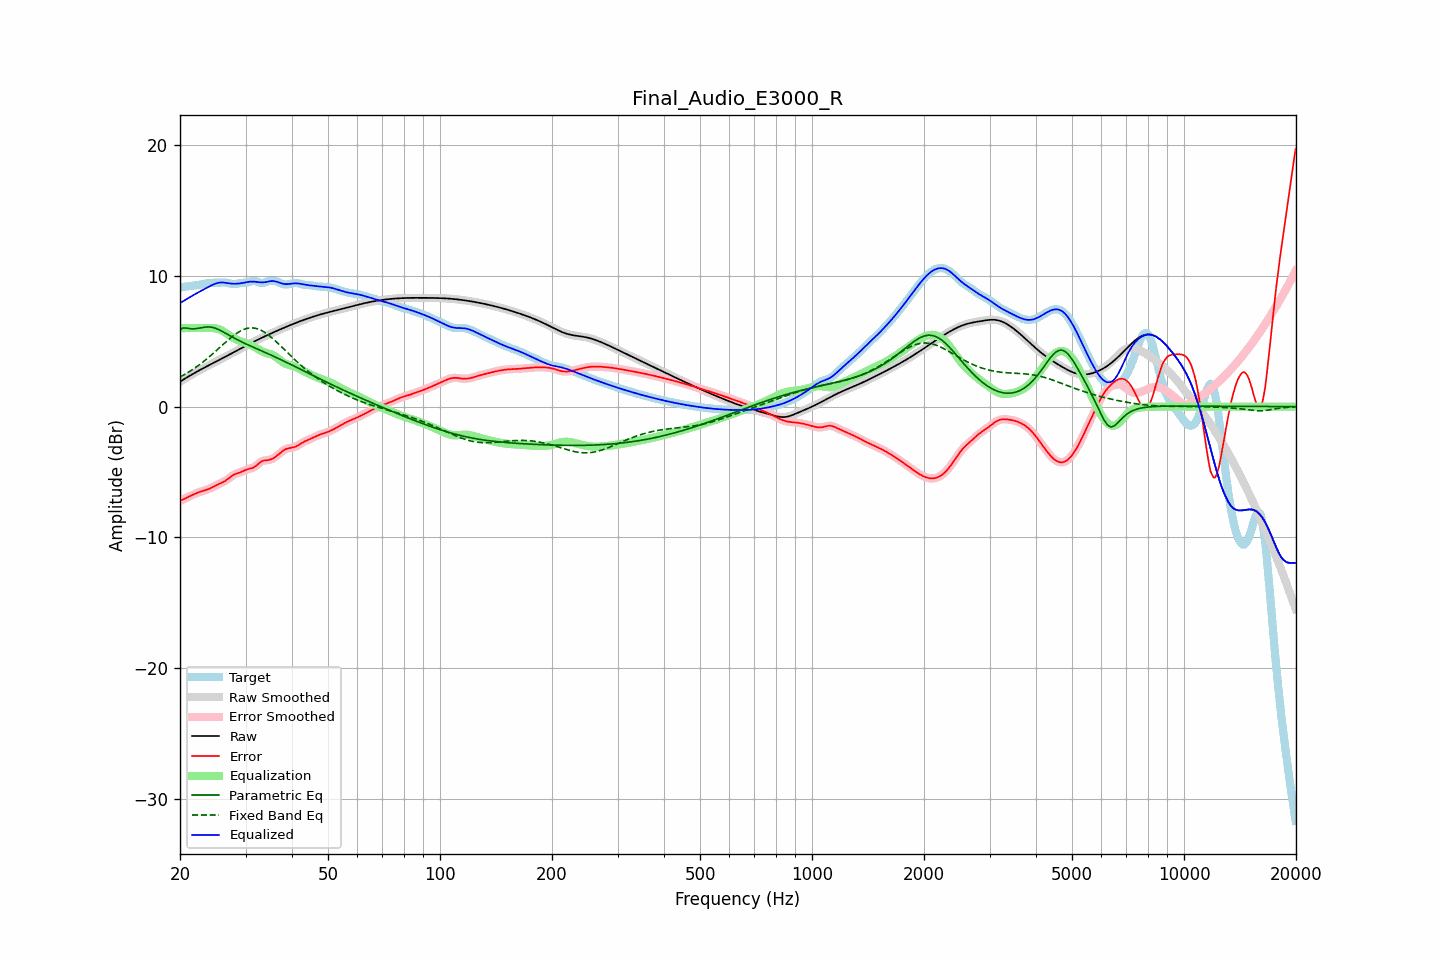 Final_Audio_E3000_R
20
10
0
−10
−20
−30
Amplitude (dBr)
Target
Raw Smoothed
Error Smoothed
Raw
Error
Equalization
Parametric Eq
Fixed Band Eq
Equalized
20 50 100 200 500 1000 2000 5000 10000 20000
Frequency (Hz)